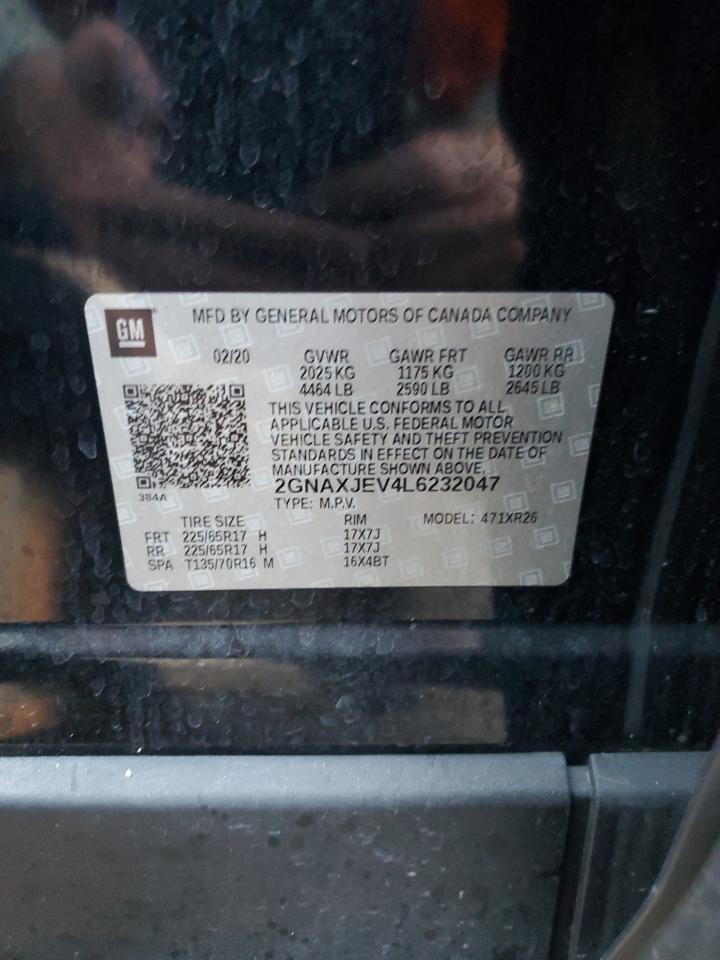 GM
MFD BY GENERAL MOTORS OF CANADA COMPANY
02/20 GVWR GAWR FRT GAWR RR
2025 KG 1175 KG 1200 KG
4464 LB 2590 LB 2645 LB
THIS VEHICLE CONFORMS TO ALL
APPLICABLE U.S. FEDERAL MOTOR
VEHICLE SAFETY AND THEFT PREVENTION
STANDARDS IN EFFECT ON THE DATE OF
MANUFACTURE SHOWN ABOVE.
2GNAXJEV4L6232047
384A
TYPE: M.P.V.
TIRE SIZE RIM MODEL: 471XR26
FRT 225/65R17 H 17X7J
RR 225/65R17 H 17X7J
SPA T135/70R16 M 16X4BT